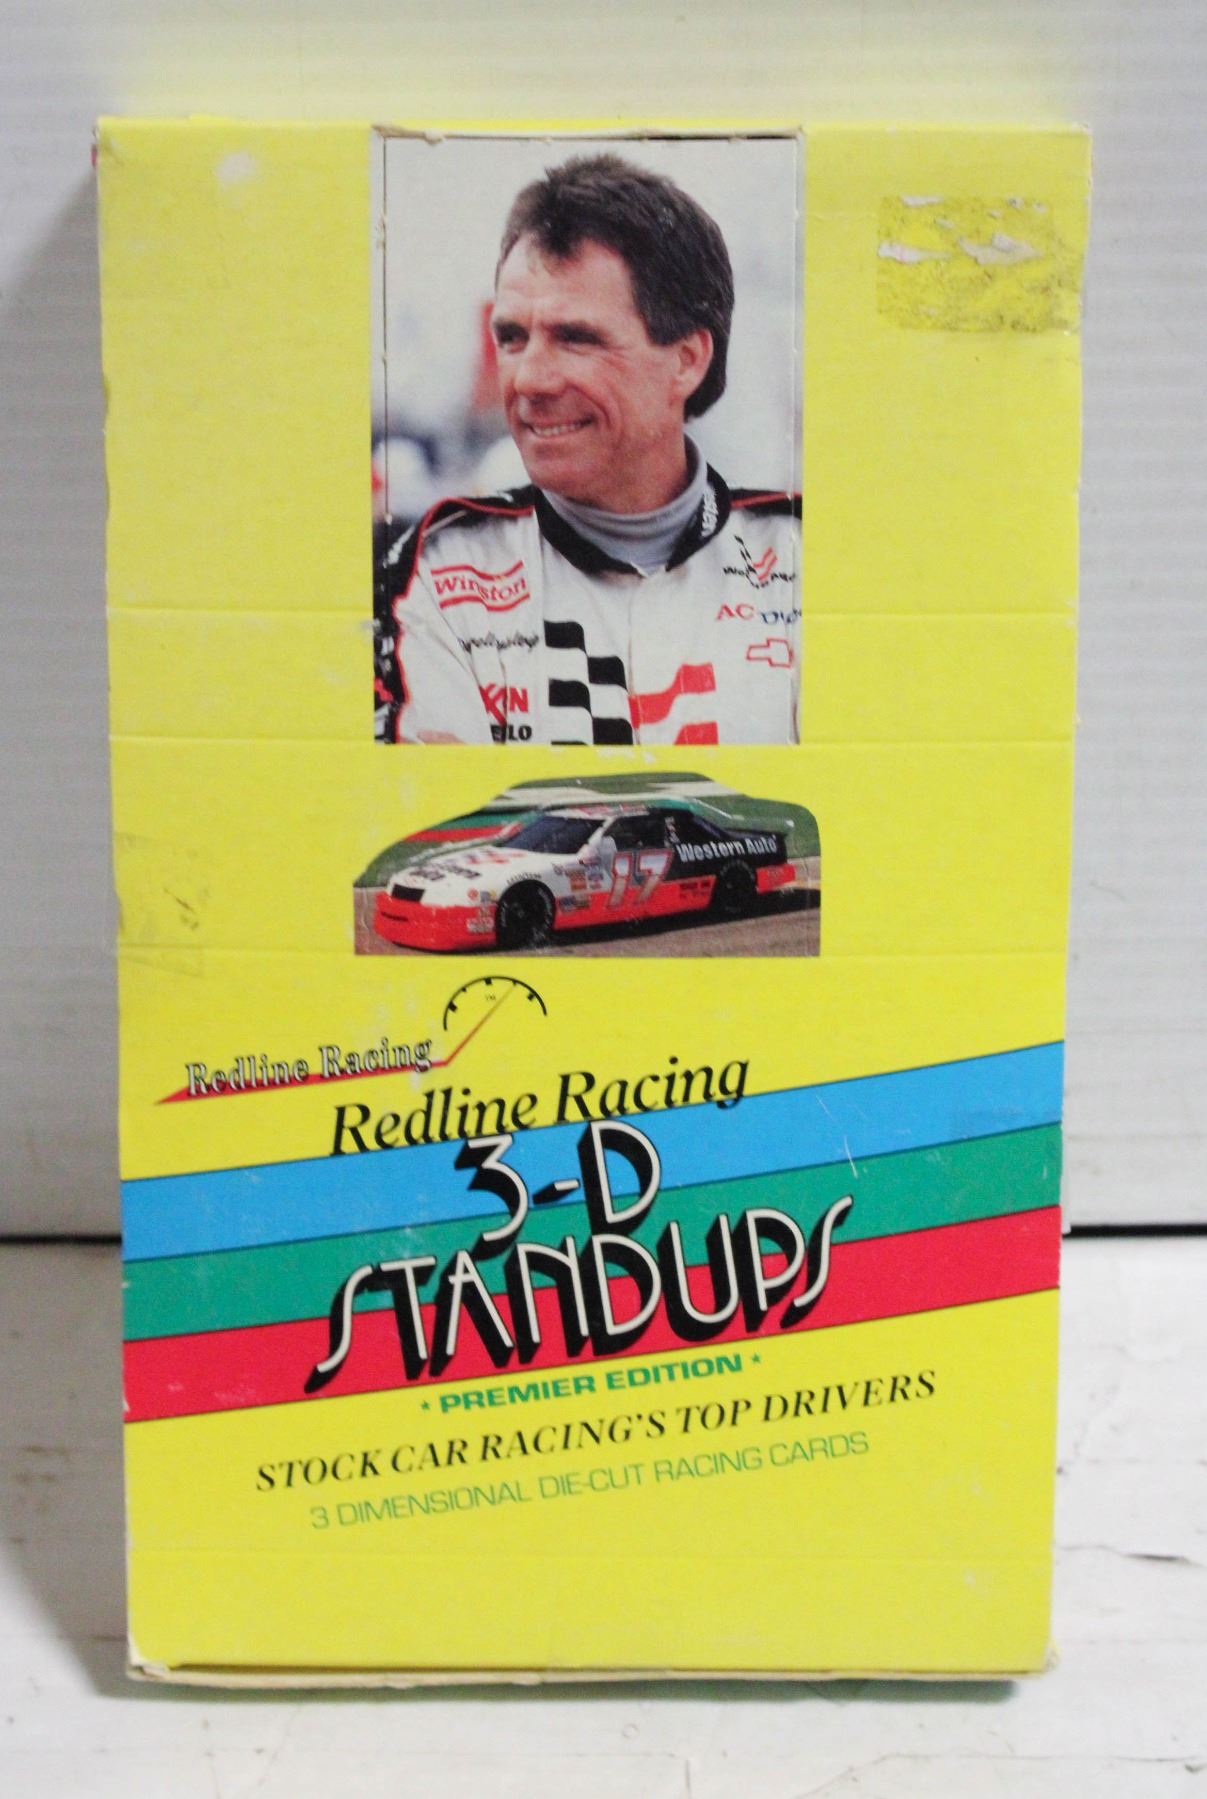 Winston
AC
17
Western Auto
Redline Racing
TM
Redline Racing
3-D
STANDUPS
* PREMIER EDITION *
STOCK CAR RACING'S TOP DRIVERS
3 DIMENSIONAL DIE-CUT RACING CARDS